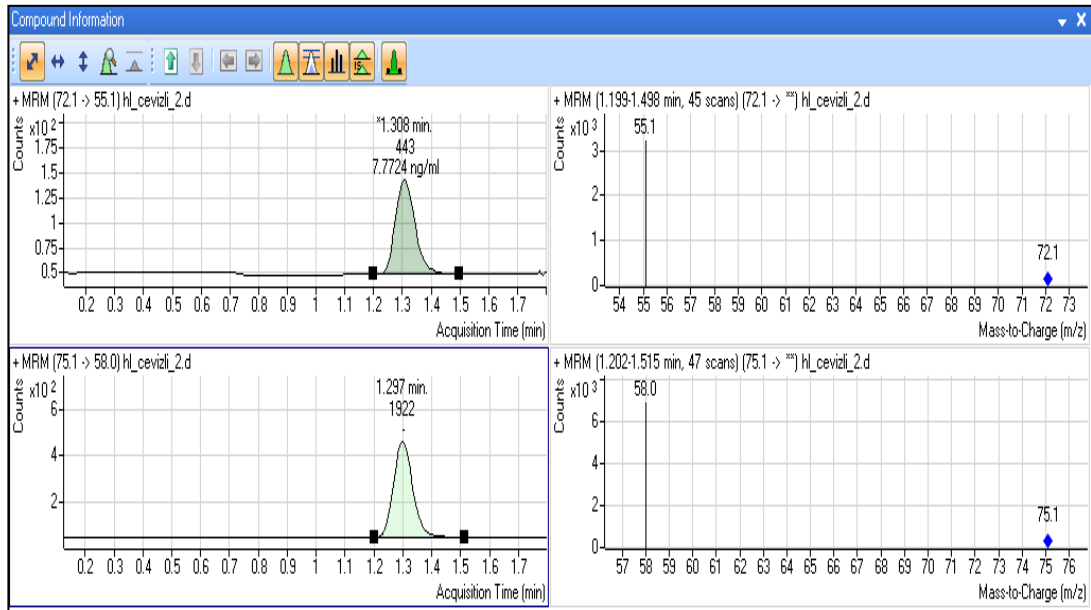 Compound Information
IS
+ MRM (72.1 -> 55.1) hl_cevizli_2.d
Counts
x10²
1.75
1.5
1.25
1
0.75
0.5
*1.308 min.
443
7.7724 ng/ml
0.2 0.3 0.4 0.5 0.6 0.7 0.8 0.9 1 1.1 1.2 1.3 1.4 1.5 1.6 1.7
Acquisition Time (min)
+ MRM (1.199-1.498 min, 45 scans) (72.1 -> **) hl_cevizli_2.d
Counts
x10³
3
2
1
0
55.1
72.1
54 55 56 57 58 59 60 61 62 63 64 65 66 67 68 69 70 71 72 73
Mass-to-Charge (m/z)
+ MRM (75.1 -> 58.0) hl_cevizli_2.d
Counts
x10²
6
4
2
1.297 min.
1922
0.2 0.3 0.4 0.5 0.6 0.7 0.8 0.9 1 1.1 1.2 1.3 1.4 1.5 1.6 1.7
Acquisition Time (min)
+ MRM (1.202-1.515 min, 47 scans) (75.1 -> **) hl_cevizli_2.d
Counts
x10³
6
4
2
0
58.0
75.1
57 58 59 60 61 62 63 64 65 66 67 68 69 70 71 72 73 74 75 76
Mass-to-Charge (m/z)